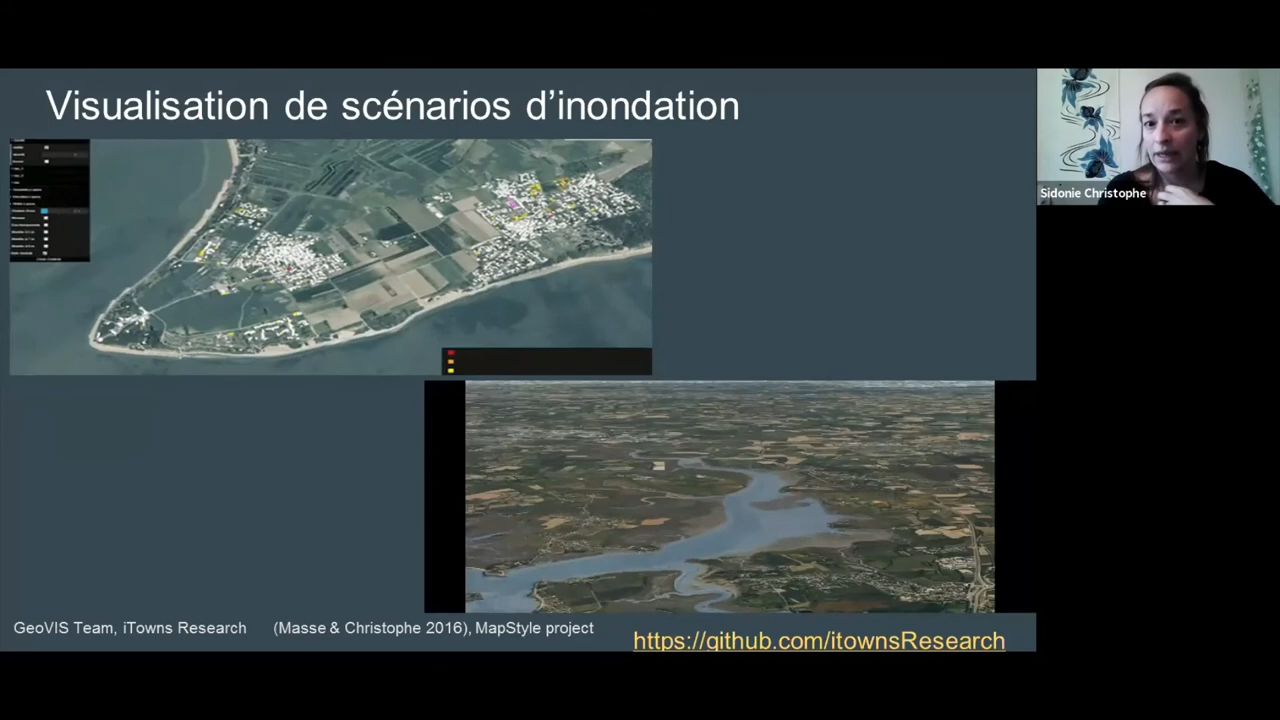 Visualisation de scénarios d’inondation
Sidonie Christophe
GeoVIS Team, iTowns Research (Masse & Christophe 2016), MapStyle project
https://github.com/itownsResearch